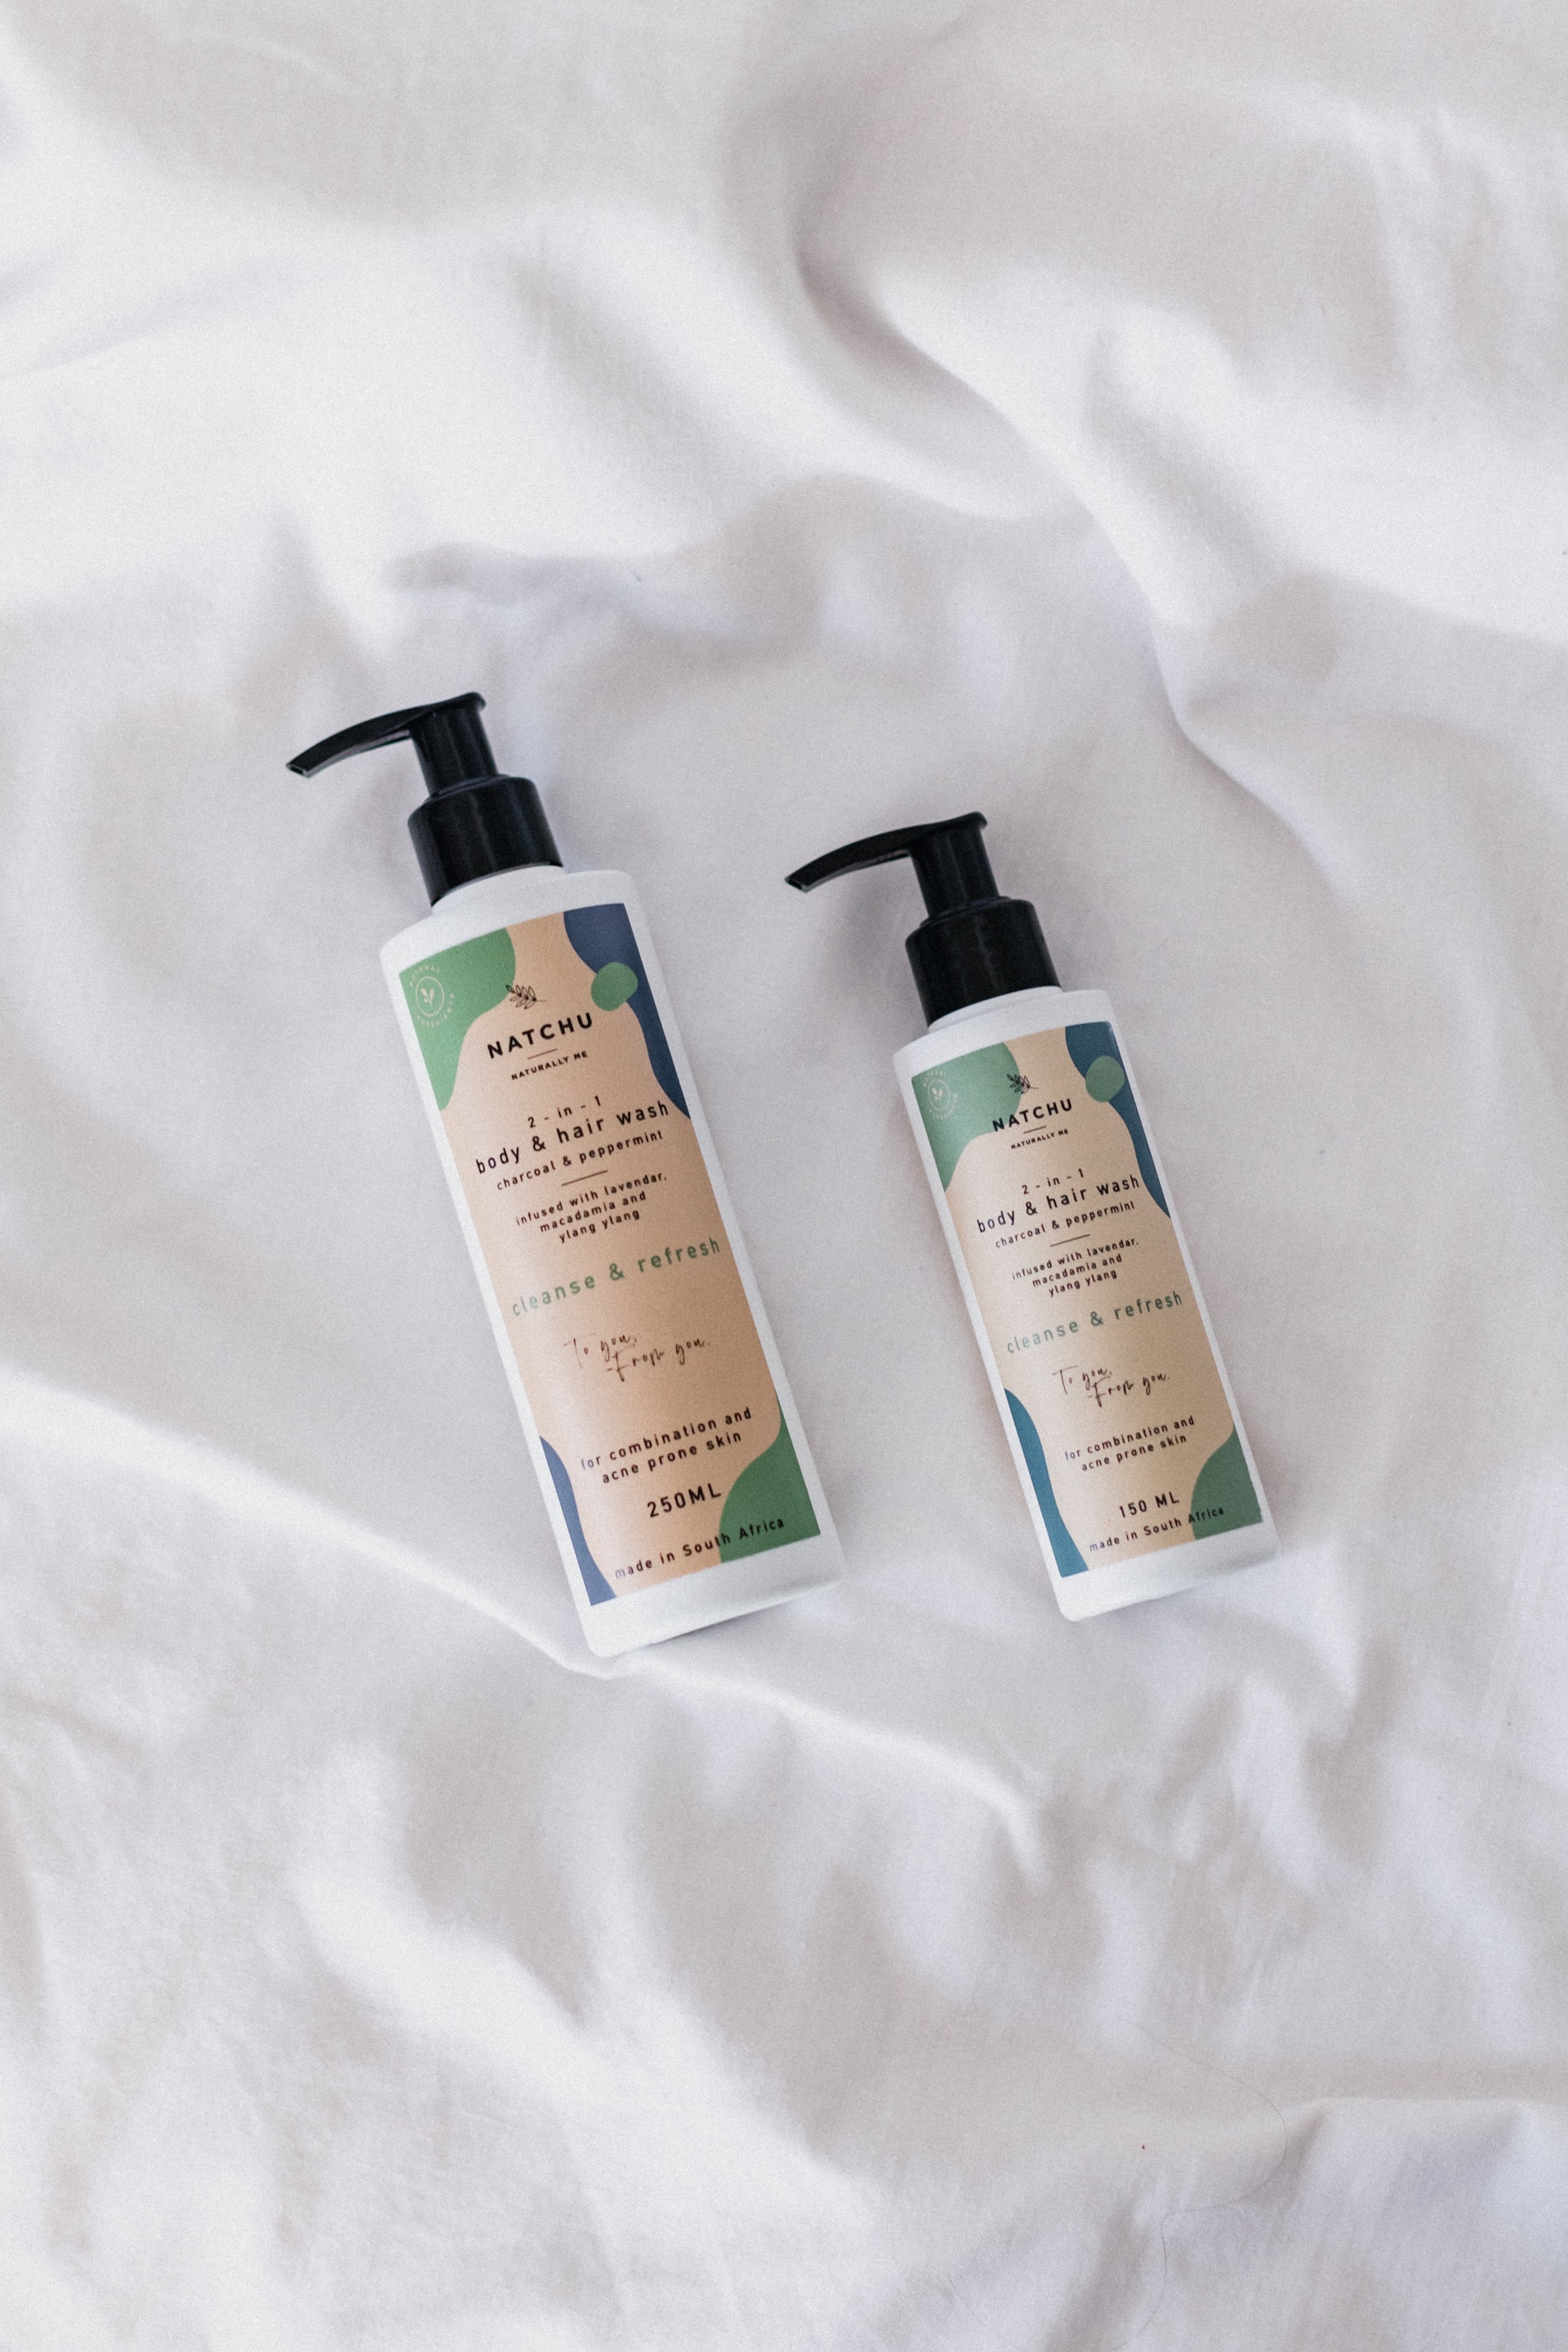 NATCHU
NATURALLY ME
2 - in - 1
body & hair wash
charcoal & peppermint
infused with lavendar,
macadamia and
ylang ylang
cleanse & refresh
To you,
From you.
for combination and
acne prone skin
250ML
made in South Africa
NATCHU
NATURALLY ME
2 - in - 1
body & hair wash
charcoal & peppermint
infused with lavendar,
macadamia and
ylang ylang
cleanse & refresh
To you,
From you.
for combination and
acne prone skin
150 ML
made in South Africa